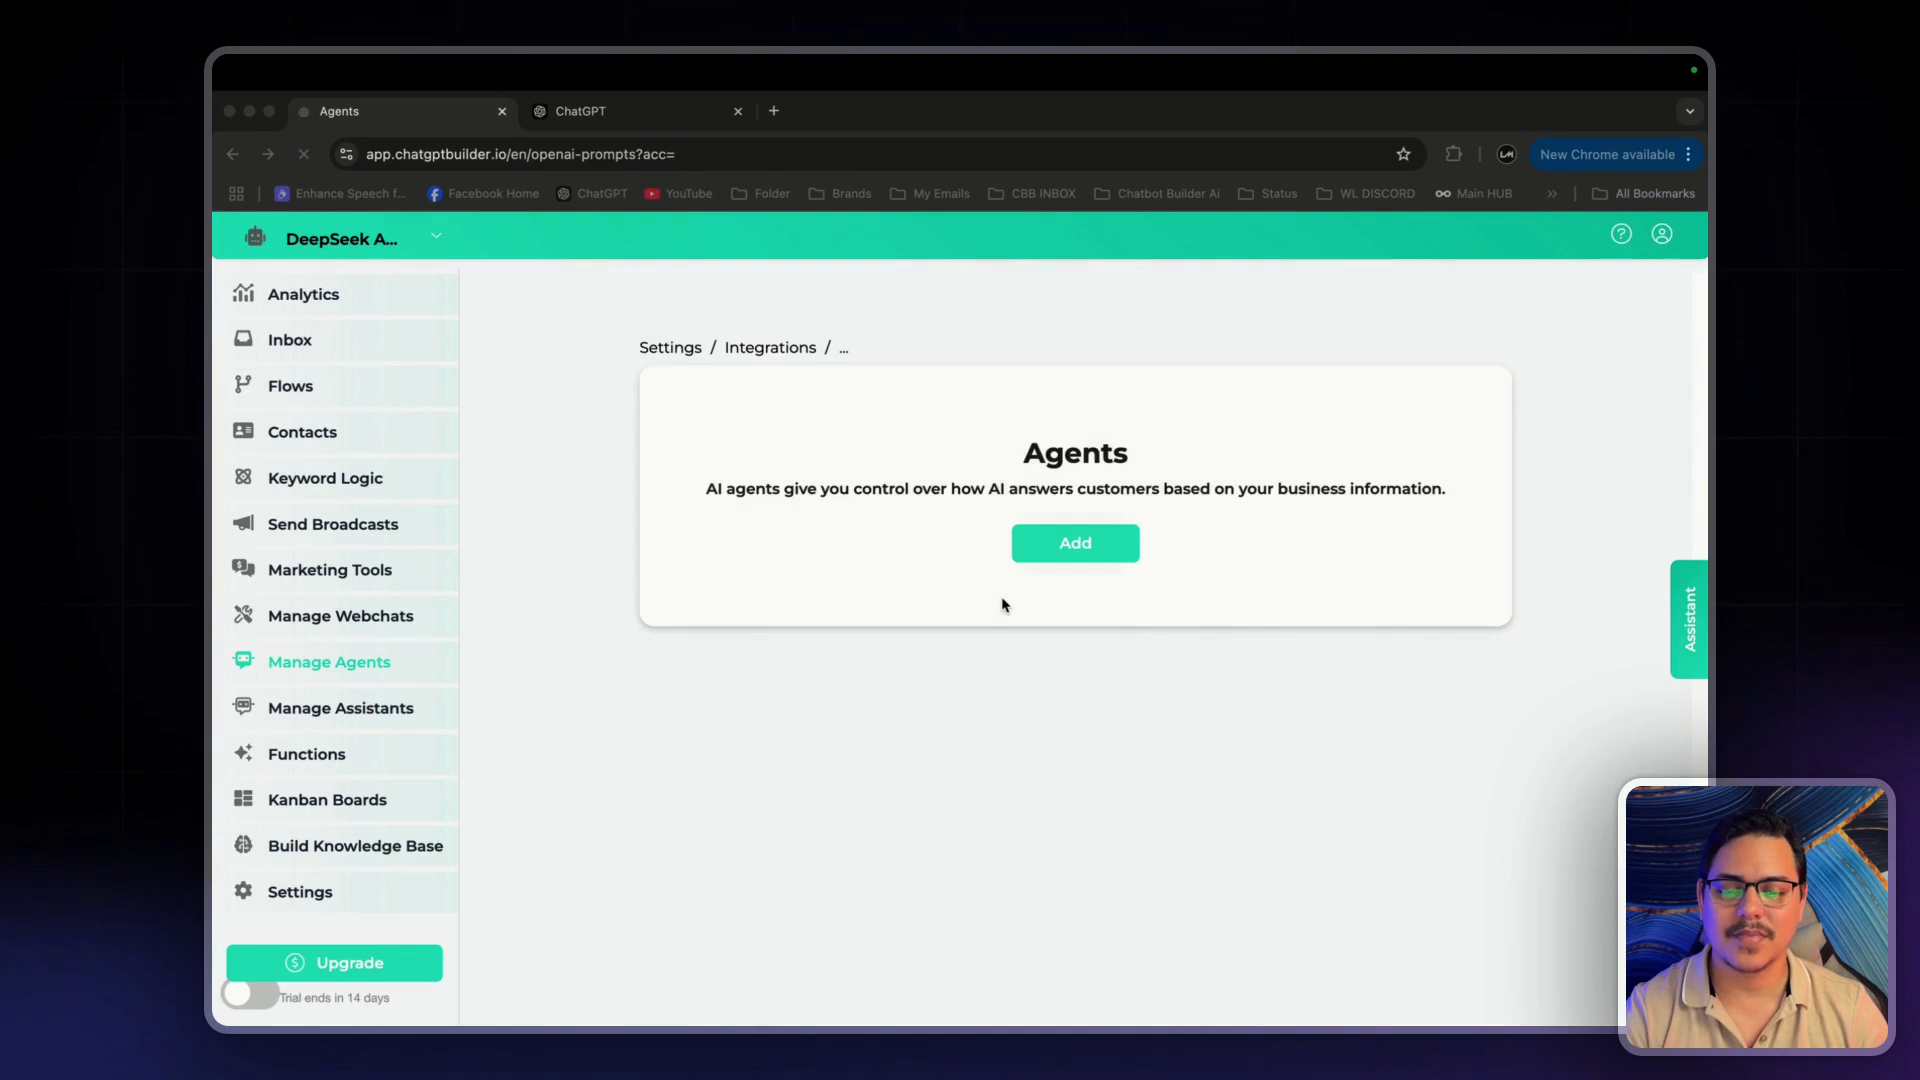 Agents
ChatGPT
app.chatgptbuilder.io/en/openai-prompts?acc=
New Chrome available
Enhance Speech f...
Facebook Home
ChatGPT
YouTube
Folder
Brands
My Emails
CBB INBOX
Chatbot Builder Ai
Status
WL DISCORD
Main HUB
All Bookmarks
DeepSeek A...
Analytics
Inbox
Flows
Contacts
Keyword Logic
Send Broadcasts
Marketing Tools
Manage Webchats
Manage Agents
Manage Assistants
Functions
Kanban Boards
Build Knowledge Base
Settings
Upgrade
Trial ends in 14 days
Settings / Integrations / ...
Agents
AI agents give you control over how AI answers customers based on your business information.
Add
Assistant